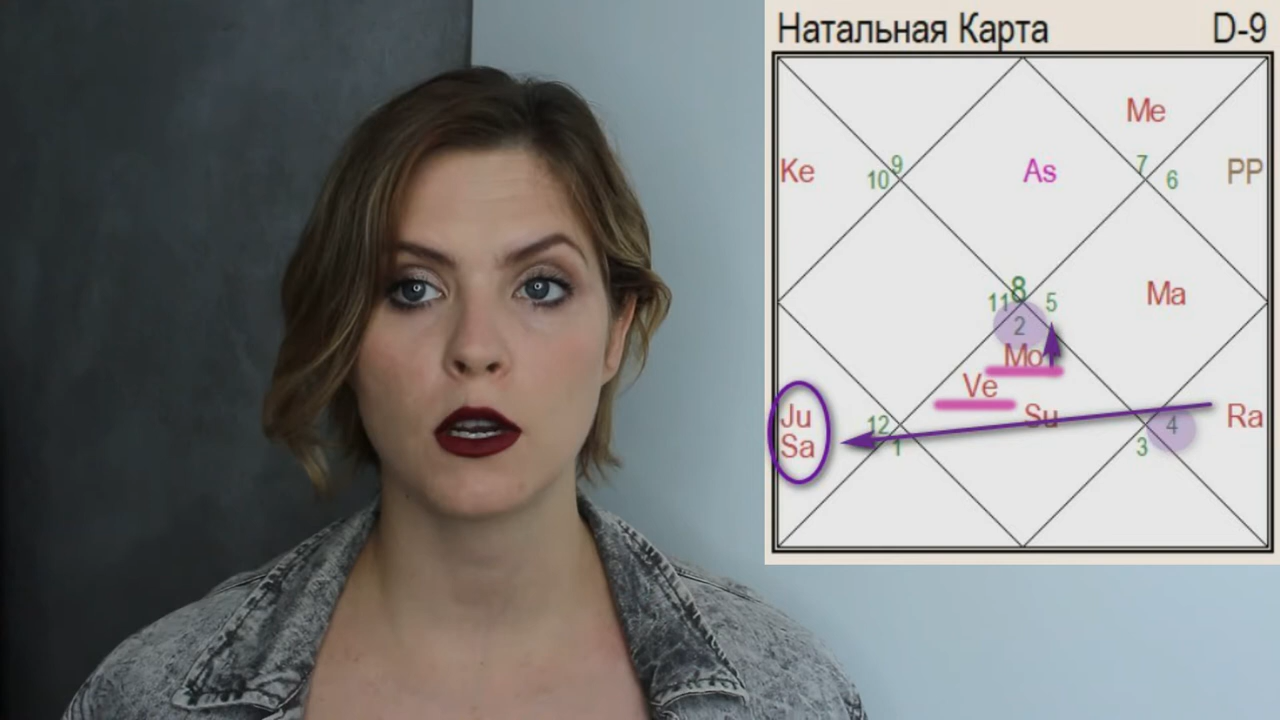 Натальная Карта D-9
Me
Ke 9 As 7 PP
10 6
8
11 5 Ma
2
Mo
Ve
Ju Su Ra
12 4
Sa 1 3